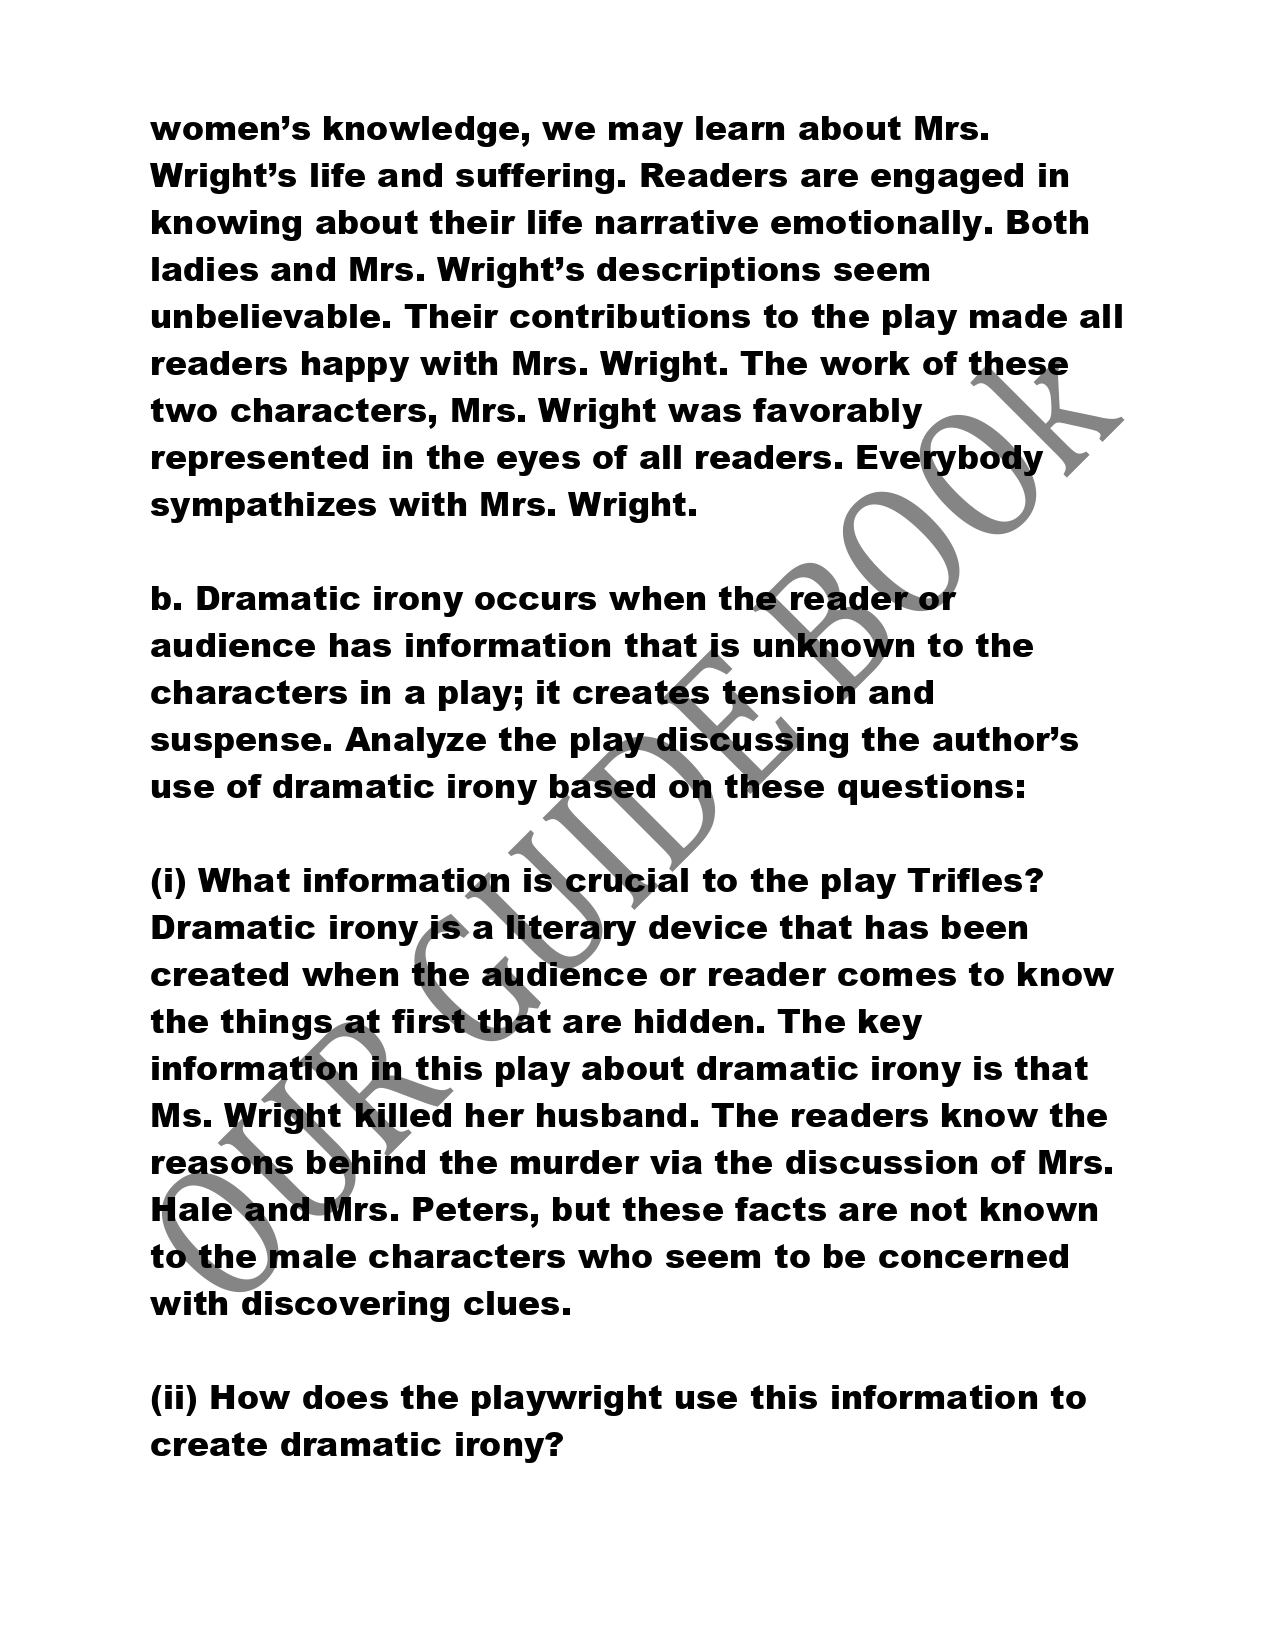 women’s knowledge, we may learn about Mrs.
Wright’s life and suffering. Readers are engaged in
knowing about their life narrative emotionally. Both
ladies and Mrs. Wright’s descriptions seem
unbelievable. Their contributions to the play made all
readers happy with Mrs. Wright. The work of these
two characters, Mrs. Wright was favorably
represented in the eyes of all readers. Everybody
sympathizes with Mrs. Wright.
b. Dramatic irony occurs when the reader or
audience has information that is unknown to the
characters in a play; it creates tension and
suspense. Analyze the play discussing the author’s
use of dramatic irony based on these questions:
(i) What information is crucial to the play Trifles?
Dramatic irony is a literary device that has been
created when the audience or reader comes to know
the things at first that are hidden. The key
information in this play about dramatic irony is that
Ms. Wright killed her husband. The readers know the
reasons behind the murder via the discussion of Mrs.
Hale and Mrs. Peters, but these facts are not known
to the male characters who seem to be concerned
with discovering clues.
(ii) How does the playwright use this information to
create dramatic irony?
OUR GUIDE BOOk